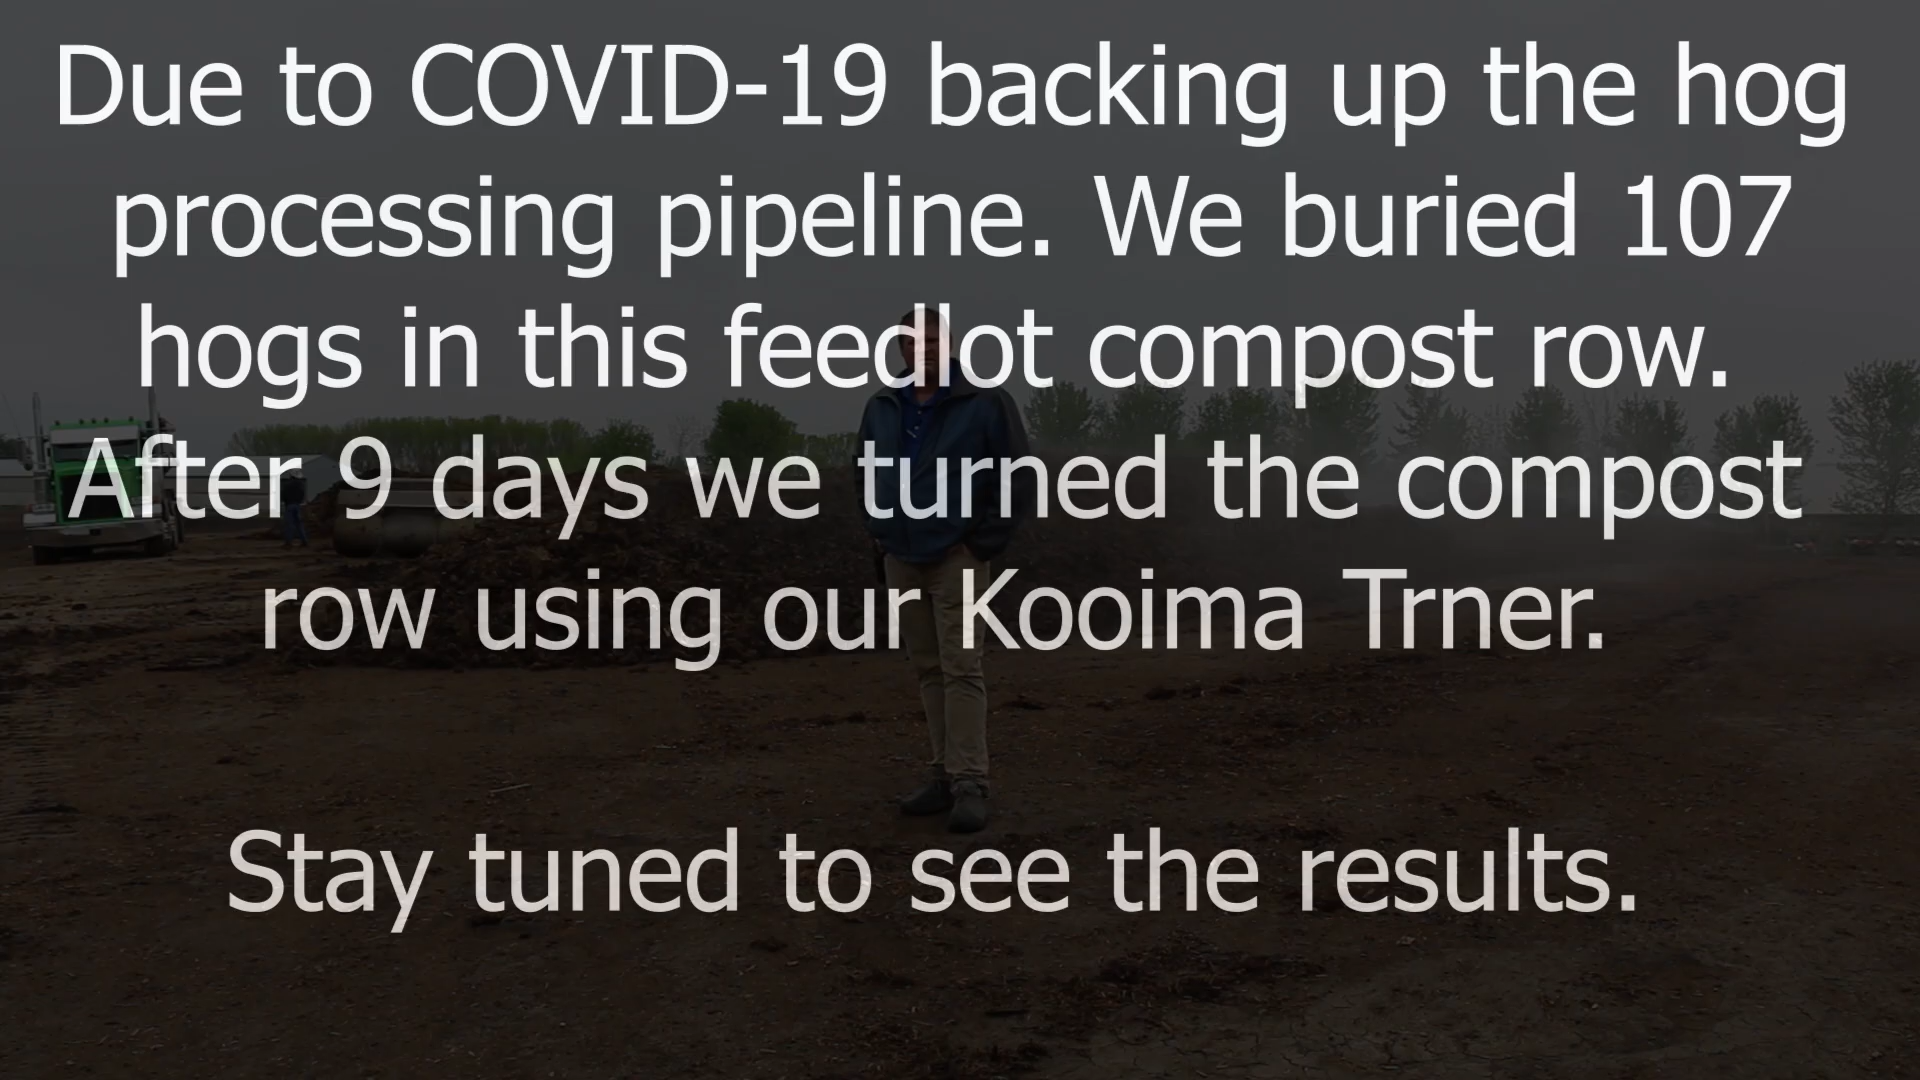 Due to COVID-19 backing up the hog
processing pipeline. We buried 107
hogs in this feedlot compost row.
After 9 days we turned the compost
row using our Kooima Trner.
Stay tuned to see the results.